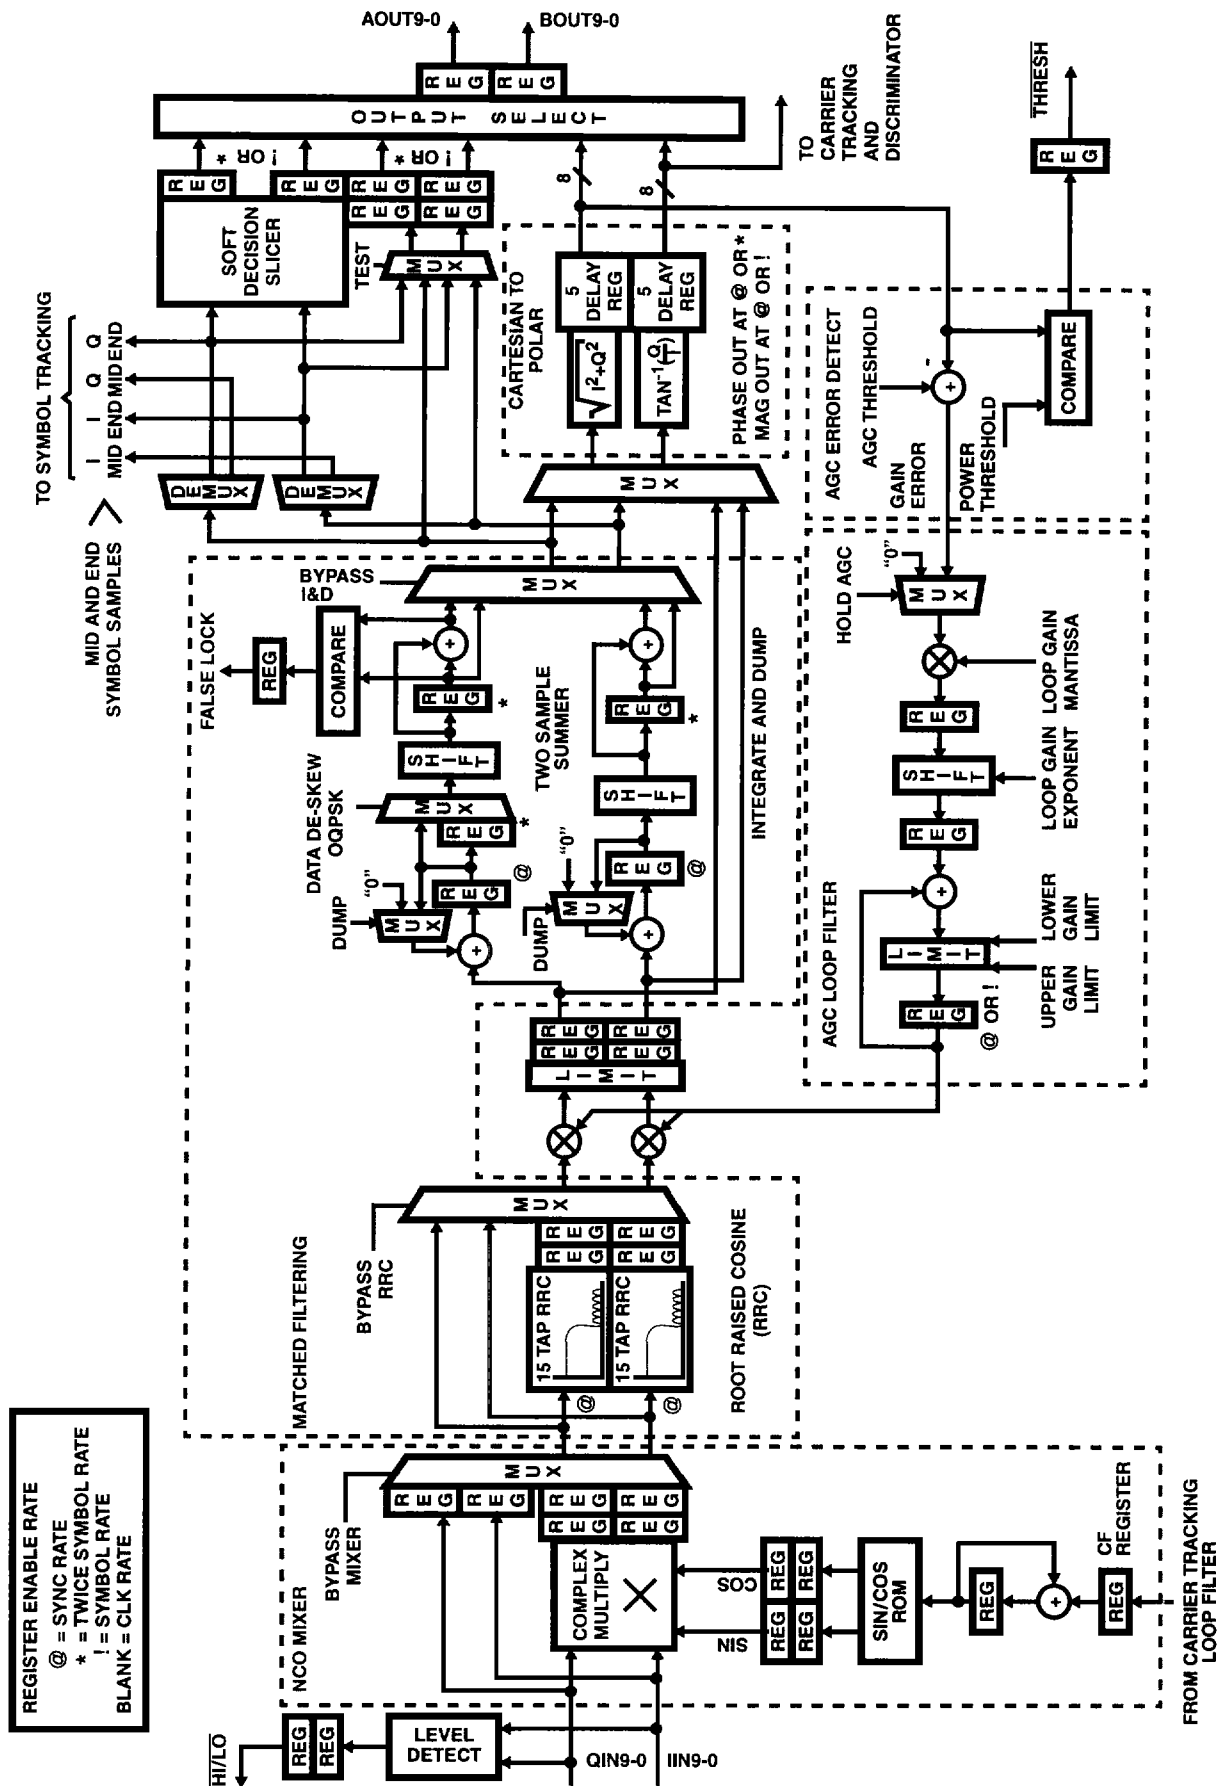 REGISTER ENABLE RATE
@ = SYNC RATE
* = TWICE SYMBOL RATE
! = SYMBOL RATE
BLANK = CLK RATE
HI/LO
REG
REG
LEVEL
DETECT
QIN9-0
IIN9-0
NCO MIXER
BYPASS
MIXER
REG
REG
REG
REG
REG
REG
MUX
COMPLEX
MULTIPLY
COS
SIN
REG
REG
REG
REG
SIN/COS
ROM
REG
+
REG
CF
REGISTER
FROM CARRIER TRACKING
LOOP FILTER
MATCHED FILTERING
BYPASS
RRC
MUX
15 TAP RRC
15 TAP RRC
@
@
REG
REG
REG
REG
ROOT RAISED COSINE
(RRC)
LIMIT
REG
REG
REG
REG
DUMP
"0"
MUX
+
REG
@
DATA DE-SKEW
OQPSK
MUX
REG
*
SHIFT
REG
*
+
COMPARE
REG
FALSE LOCK
BYPASS
I&D
MUX
DUMP
"0"
MUX
+
REG
@
SHIFT
TWO SAMPLE
SUMMER
REG
*
+
INTEGRATE AND DUMP
MID AND END
SYMBOL SAMPLES
TO SYMBOL TRACKING
I
MID
I
END
Q
MID
Q
END
DEMUX
DEMUX
SOFT
DECISION
SLICER
TEST
MUX
REG
REG
REG
REG
REG
REG
! OR *
! OR *
MUX
CARTESIAN TO
POLAR
√I²+Q²
TAN⁻¹(Q/I)
5
DELAY
REG
5
DELAY
REG
PHASE OUT AT @ OR *
MAG OUT AT @ OR !
8
8
OUTPUT SELECT
REG
REG
AOUT9-0
BOUT9-0
TO
CARRIER
TRACKING
AND
DISCRIMINATOR
AGC ERROR DETECT
AGC THRESHOLD
-
+
GAIN
ERROR
POWER
THRESHOLD
COMPARE
REG
THRESH
HOLD AGC
"0"
MUX
LOOP GAIN
MANTISSA
REG
SHIFT
LOOP GAIN
EXPONENT
REG
+
LIMIT
LOWER
GAIN
LIMIT
UPPER
GAIN
LIMIT
REG
@ OR !
AGC LOOP FILTER